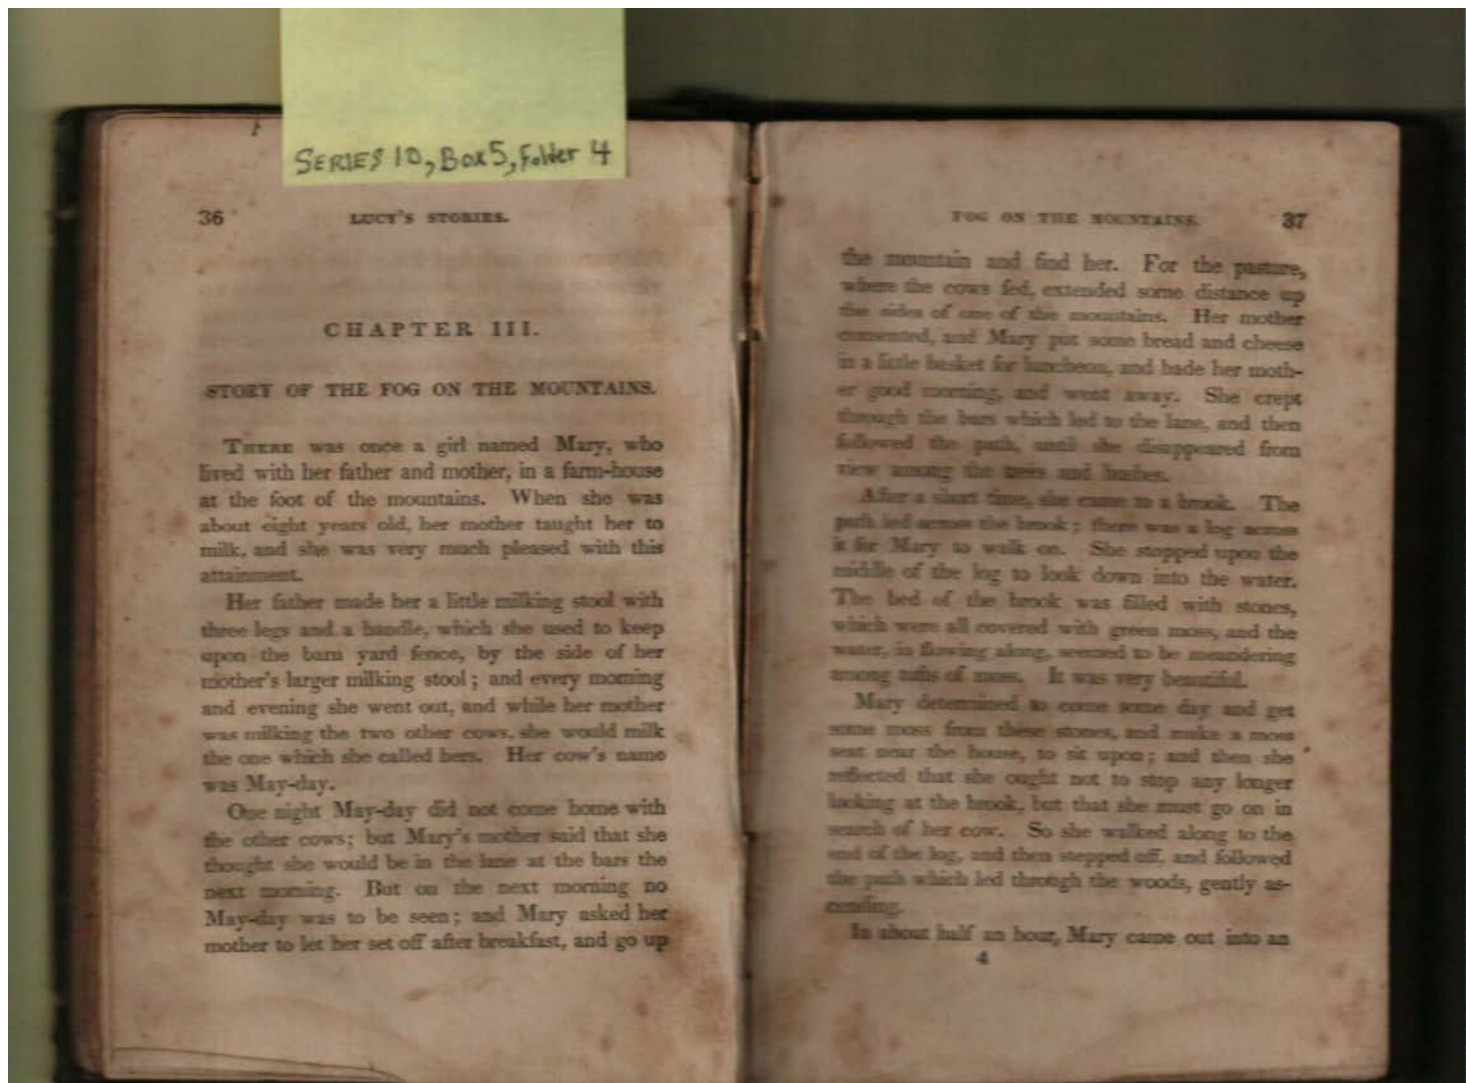 SERIES 10, Box 5, Folder 4
36 LUCY'S STORIES.
CHAPTER III.
STORY OF THE FOG ON THE MOUNTAINS.
THERE was once a girl named Mary, who
lived with her father and mother, in a farm-house
at the foot of the mountains. When she was
about eight years old, her mother taught her to
milk, and she was very much pleased with this
attainment.
Her father made her a little milking stool with
three legs and a handle, which she used to keep
upon the barn yard fence, by the side of her
mother's larger milking stool; and every morning
and evening she went out, and while her mother
was milking the two other cows, she would milk
the one which she called hers. Her cow's name
was May-day.
One night May-day did not come home with
the other cows; but Mary's mother said that she
thought she would be in the lane at the bars the
next morning. But on the next morning no
May-day was to be seen; and Mary asked her
mother to let her set off after breakfast, and go up
FOG ON THE MOUNTAINS. 37
the mountain and find her. For the pasture,
where the cows fed, extended some distance up
the sides of one of the mountains. Her mother
consented, and Mary put some bread and cheese
in a little basket for luncheon, and bade her moth-
er good morning, and went away. She crept
through the bars which led to the lane, and then
followed the path, until she disappeared from
view among the trees and bushes.
After a short time, she came to a brook. The
path led across the brook; there was a log across
it for Mary to walk on. She stopped upon the
middle of the log to look down into the water.
The bed of the brook was filled with stones,
which were all covered with green moss, and the
water, in flowing along, seemed to be meandering
among tufts of moss. It was very beautiful.
Mary determined to come some day and get
some moss from these stones, and make a moss
seat near the house, to sit upon; and then she
reflected that she ought not to stop any longer
looking at the brook, but that she must go on in
search of her cow. So she walked along to the
end of the log, and then stepped off, and followed
the path which led through the woods, gently as-
cending.
In about half an hour, Mary came out into an
4